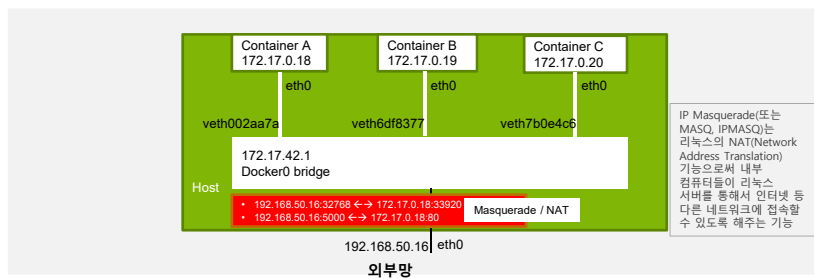 Container A
172.17.0.18
Container B
172.17.0.19
Container C
172.17.0.20
eth0
eth0
eth0
veth002aa7a
veth6df8377
veth7b0e4c6
172.17.42.1
Docker0 bridge
Host
• 192.168.50.16:32768 ←→ 172.17.0.18:33920
• 192.168.50.16:5000 ←→ 172.17.0.18:80
Masquerade / NAT
192.168.50.16
eth0
외부망
IP Masquerade(또는
MASQ, IPMASQ)는
리눅스의 NAT(Network
Address Translation)
기능으로써 내부
컴퓨터들이 리눅스
서버를 통해서 인터넷 등
다른 네트워크에 접속할
수 있도록 해주는 기능